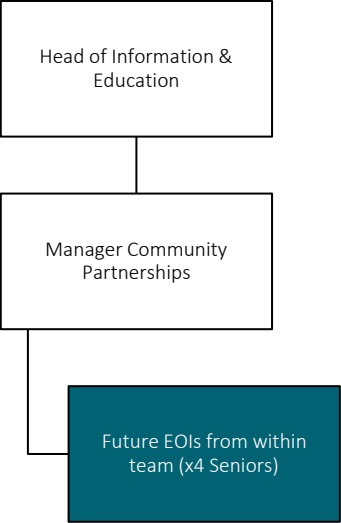 Head of Information &
Education
Manager Community
Partnerships
Future EOIs from within
team (x4 Seniors)